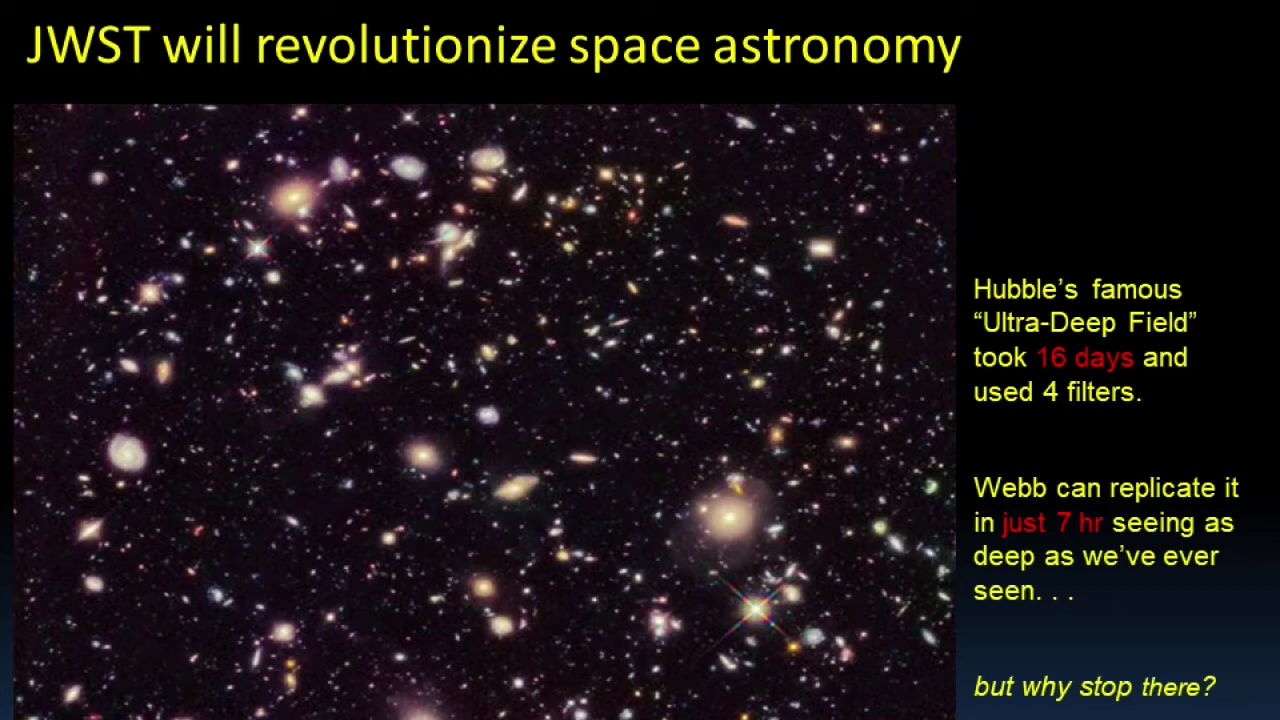 JWST will revolutionize space astronomy
Hubble’s famous
“Ultra-Deep Field”
took 16 days and
used 4 filters.
Webb can replicate it
in just 7 hr seeing as
deep as we’ve ever
seen. . .
but why stop there?